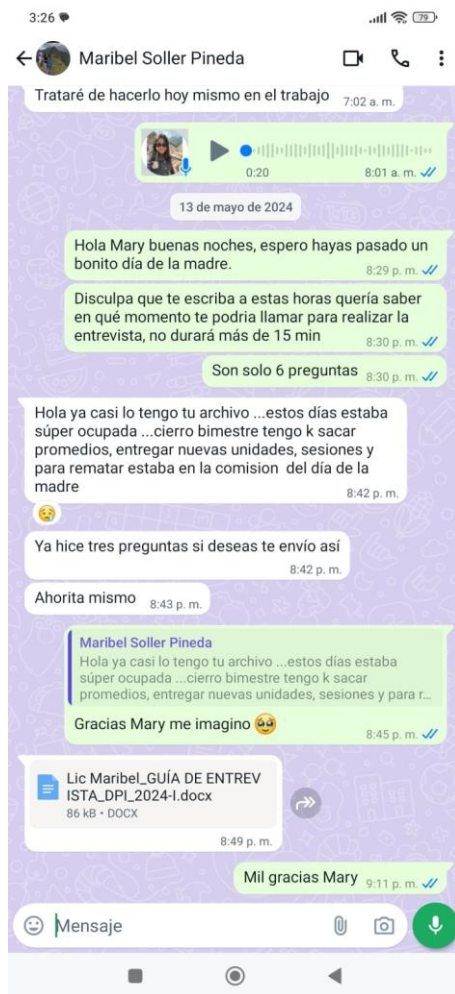 3:26
79
Maribel Soller Pineda
Trataré de hacerlo hoy mismo en el trabajo
7:02 a. m.
0:20
8:01 a. m.
13 de mayo de 2024
Hola Mary buenas noches, espero hayas pasado un
bonito día de la madre.
8:29 p. m.
Disculpa que te escriba a estas horas quería saber
en qué momento te podria llamar para realizar la
entrevista, no durará más de 15 min
8:30 p. m.
Son solo 6 preguntas
8:30 p. m.
Hola ya casi lo tengo tu archivo ...estos días estaba
súper ocupada ...cierro bimestre tengo k sacar
promedios, entregar nuevas unidades, sesiones y
para rematar estaba en la comision del día de la
madre
8:42 p. m.
Ya hice tres preguntas si deseas te envío así
8:42 p. m.
Ahorita mismo
8:43 p. m.
Maribel Soller Pineda
Hola ya casi lo tengo tu archivo ...estos días estaba
súper ocupada ...cierro bimestre tengo k sacar
promedios, entregar nuevas unidades, sesiones y para r...
Gracias Mary me imagino 🥹
8:45 p. m.
Lic Maribel_GUÍA DE ENTREV
ISTA_DPI_2024-I.docx
86 kB • DOCX
8:49 p. m.
Mil gracias Mary
9:11 p. m.
Mensaje